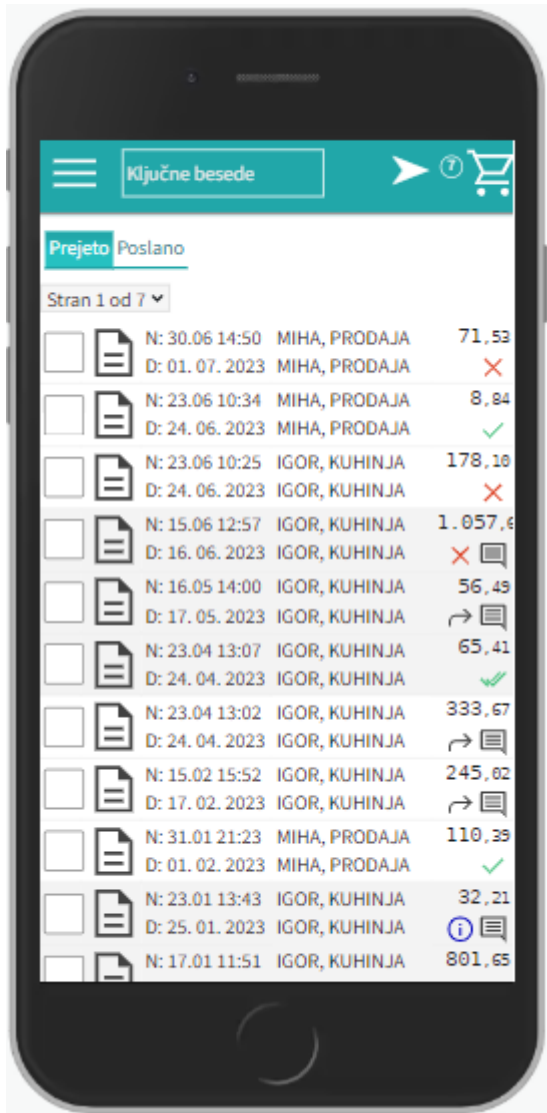 Ključne besede
7
Prejeto Poslano
Stran 1 od 7
N: 30.06 14:50 MIHA, PRODAJA 71,53
D: 01. 07. 2023 MIHA, PRODAJA
N: 23.06 10:34 MIHA, PRODAJA 8,84
D: 24. 06. 2023 MIHA, PRODAJA
N: 23.06 10:25 IGOR, KUHINJA 178,10
D: 24. 06. 2023 IGOR, KUHINJA
N: 15.06 12:57 IGOR, KUHINJA 1.057,6
D: 16. 06. 2023 IGOR, KUHINJA
N: 16.05 14:00 IGOR, KUHINJA 56,49
D: 17. 05. 2023 IGOR, KUHINJA
N: 23.04 13:07 IGOR, KUHINJA 65,41
D: 24. 04. 2023 IGOR, KUHINJA
N: 23.04 13:02 IGOR, KUHINJA 333,67
D: 24. 04. 2023 IGOR, KUHINJA
N: 15.02 15:52 IGOR, KUHINJA 245,02
D: 17. 02. 2023 IGOR, KUHINJA
N: 31.01 21:23 MIHA, PRODAJA 110,39
D: 01. 02. 2023 MIHA, PRODAJA
N: 23.01 13:43 IGOR, KUHINJA 32,21
D: 25. 01. 2023 IGOR, KUHINJA
N: 17.01 11:51 IGOR, KUHINJA 801,65